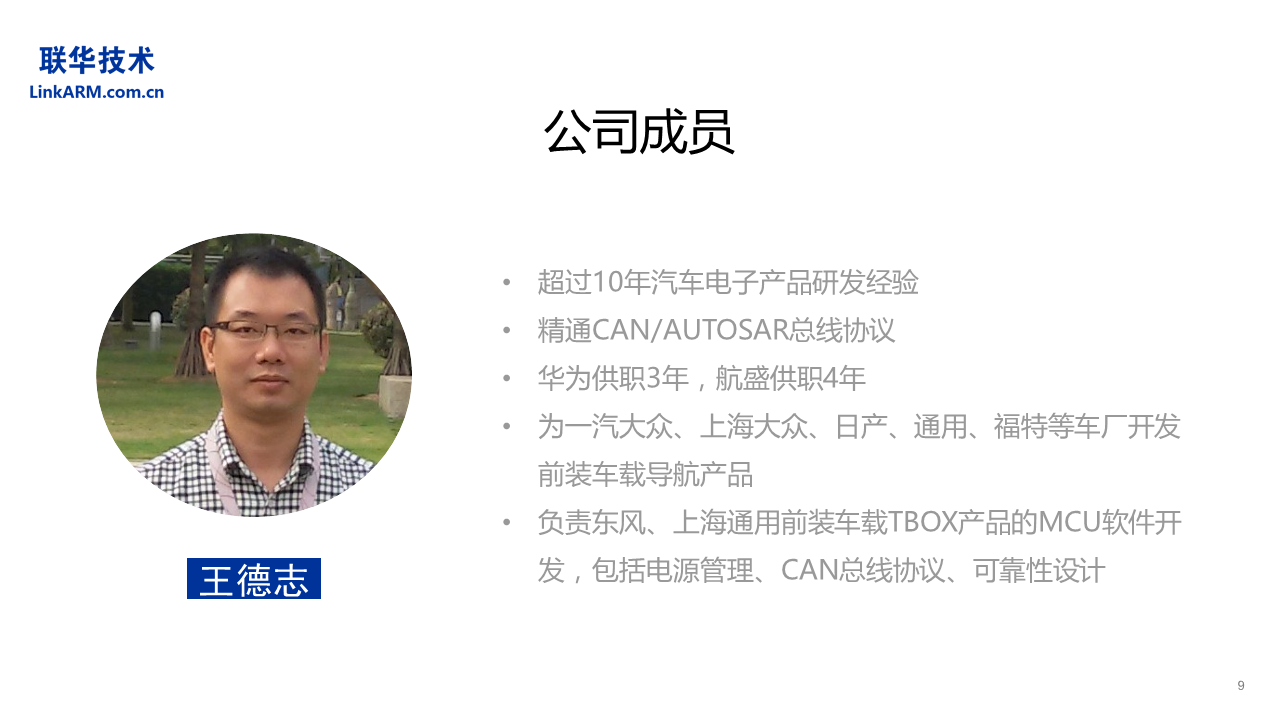 联华技术
LinkARM.com.cn
公司成员
• 超过10年汽车电子产品研发经验
• 精通CAN/AUTOSAR总线协议
• 华为供职3年，航盛供职4年
• 为一汽大众、上海大众、日产、通用、福特等车厂开发
前装车载导航产品
• 负责东风、上海通用前装车载TBOX产品的MCU软件开
发，包括电源管理、CAN总线协议、可靠性设计
王德志
9